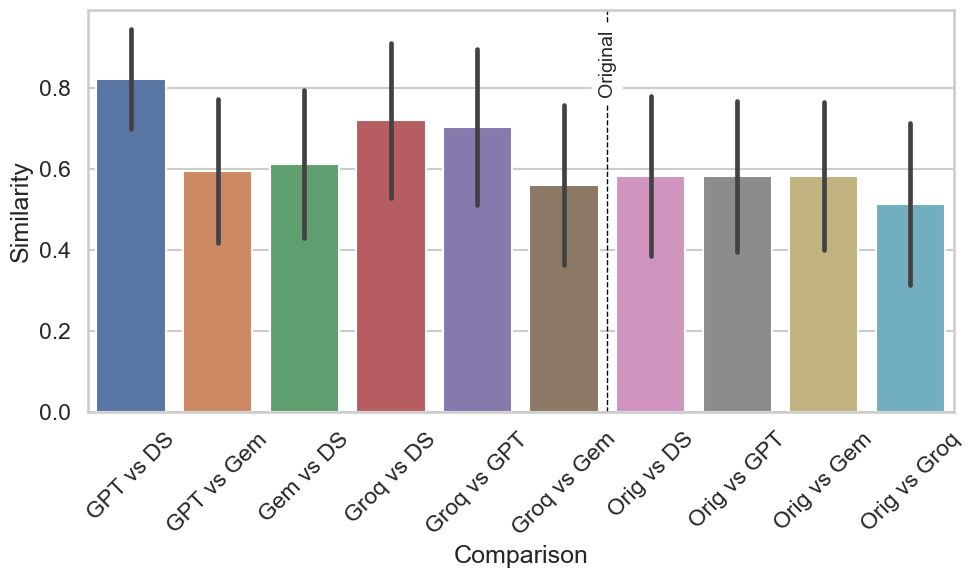 Original
0.8
0.6
0.4
0.2
0.0
Similarity
GPT vs DS
GPT vs Gem
Gem vs DS
Groq vs DS
Groq vs GPT
Groq vs Gem
Orig vs DS
Orig vs GPT
Orig vs Gem
Orig vs Groq
Comparison